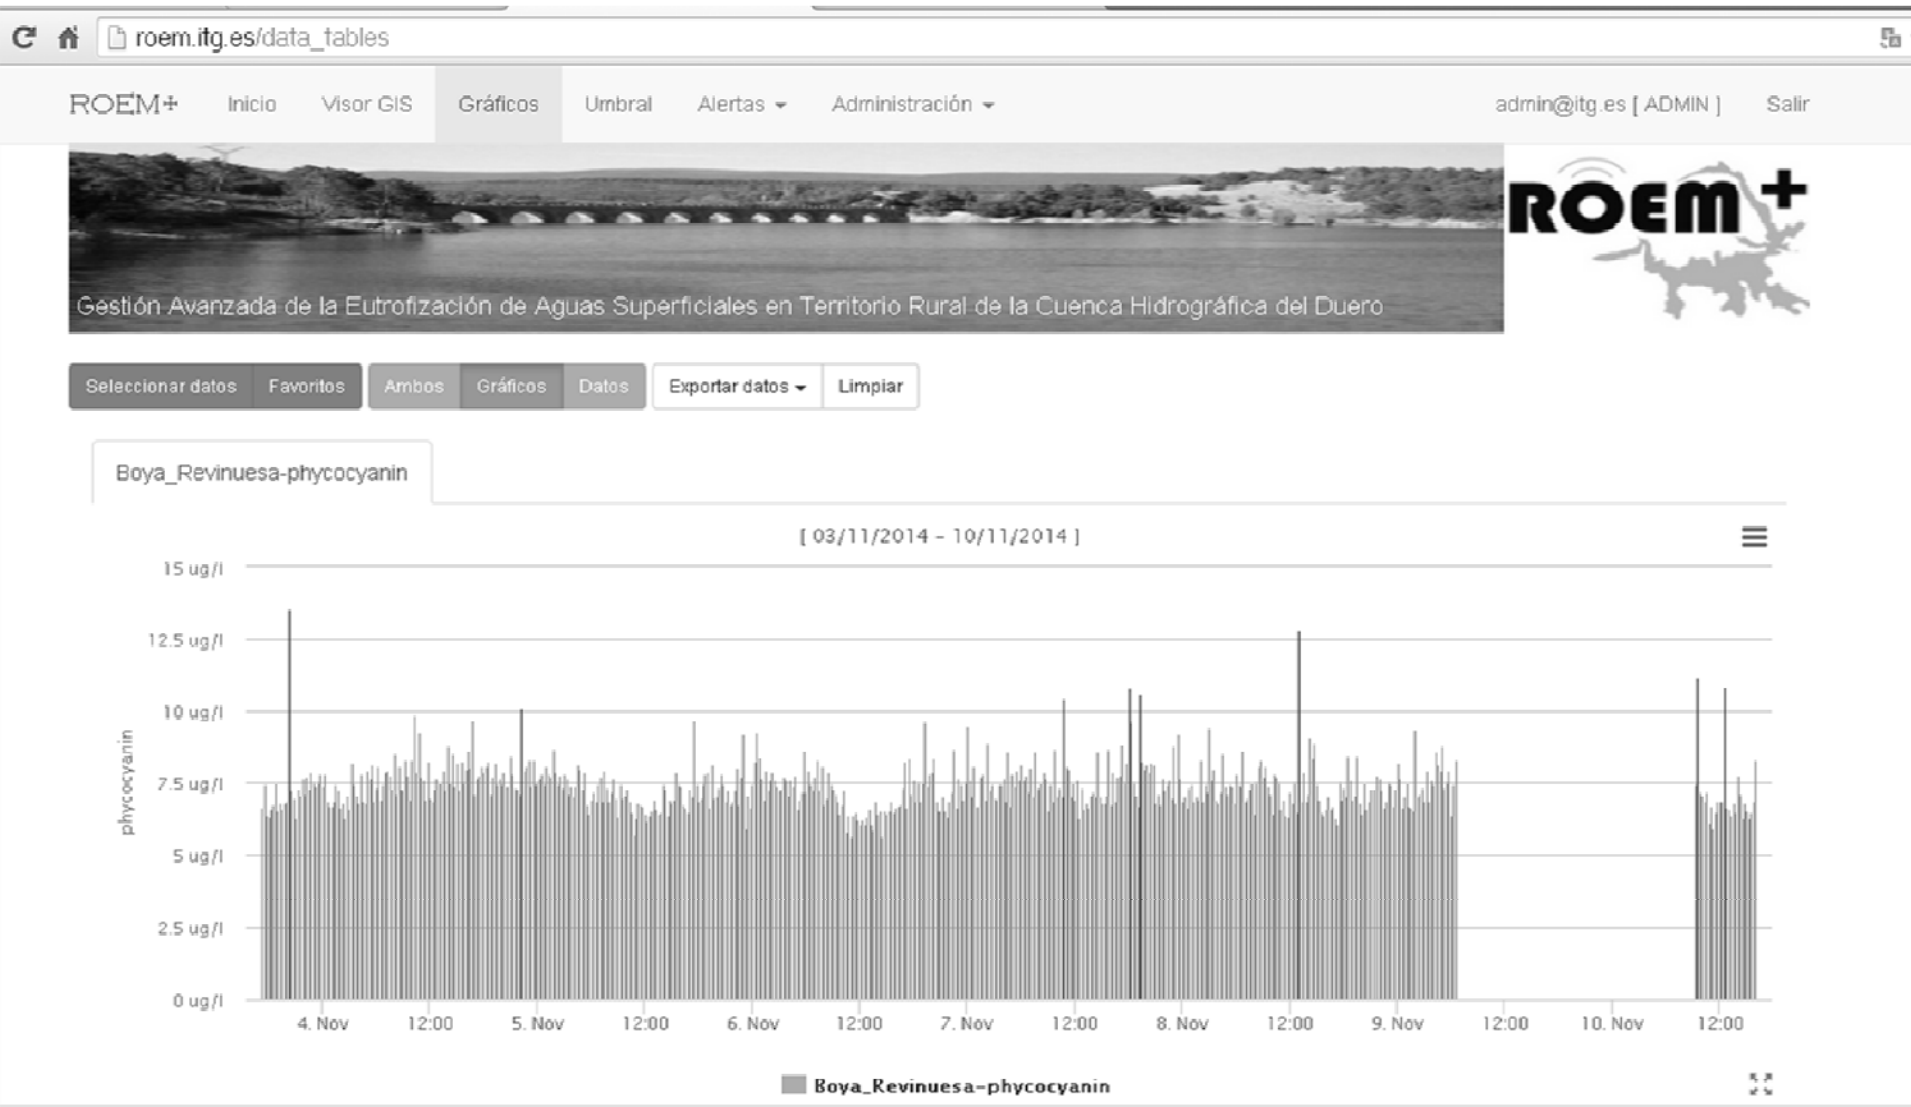 roem.itg.es/data_tables
ROEM+ Inicio Visor GIS Gráficos Umbral Alertas Administración admin@itg.es [ ADMIN ] Salir
ROEM+
Gestión Avanzada de la Eutrofización de Aguas Superficiales en Territorio Rural de la Cuenca Hidrográfica del Duero
Seleccionar datos Favoritos Ambos Gráficos Datos Exportar datos Limpiar
Boya_Revinuesa-phycocyanin
[ 03/11/2014 - 10/11/2014 ]
15 ug/l
12.5 ug/l
10 ug/l
7.5 ug/l
5 ug/l
2.5 ug/l
0 ug/l
phycocyanin
4. Nov 12:00 5. Nov 12:00 6. Nov 12:00 7. Nov 12:00 8. Nov 12:00 9. Nov 12:00 10. Nov 12:00
Boya_Revinuesa-phycocyanin